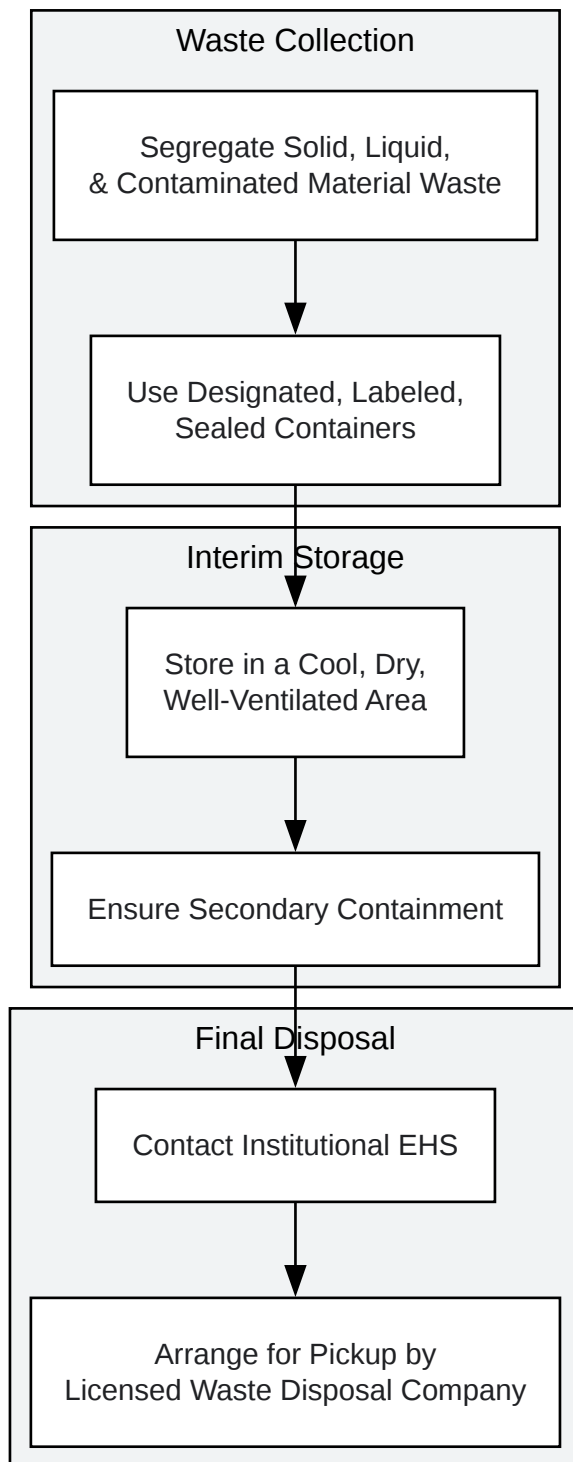 Waste Collection
Segregate Solid, Liquid,
& Contaminated Material Waste
Use Designated, Labeled,
Sealed Containers
Interim Storage
Store in a Cool, Dry,
Well-Ventilated Area
Ensure Secondary Containment
Final Disposal
Contact Institutional EHS
Arrange for Pickup by
Licensed Waste Disposal Company